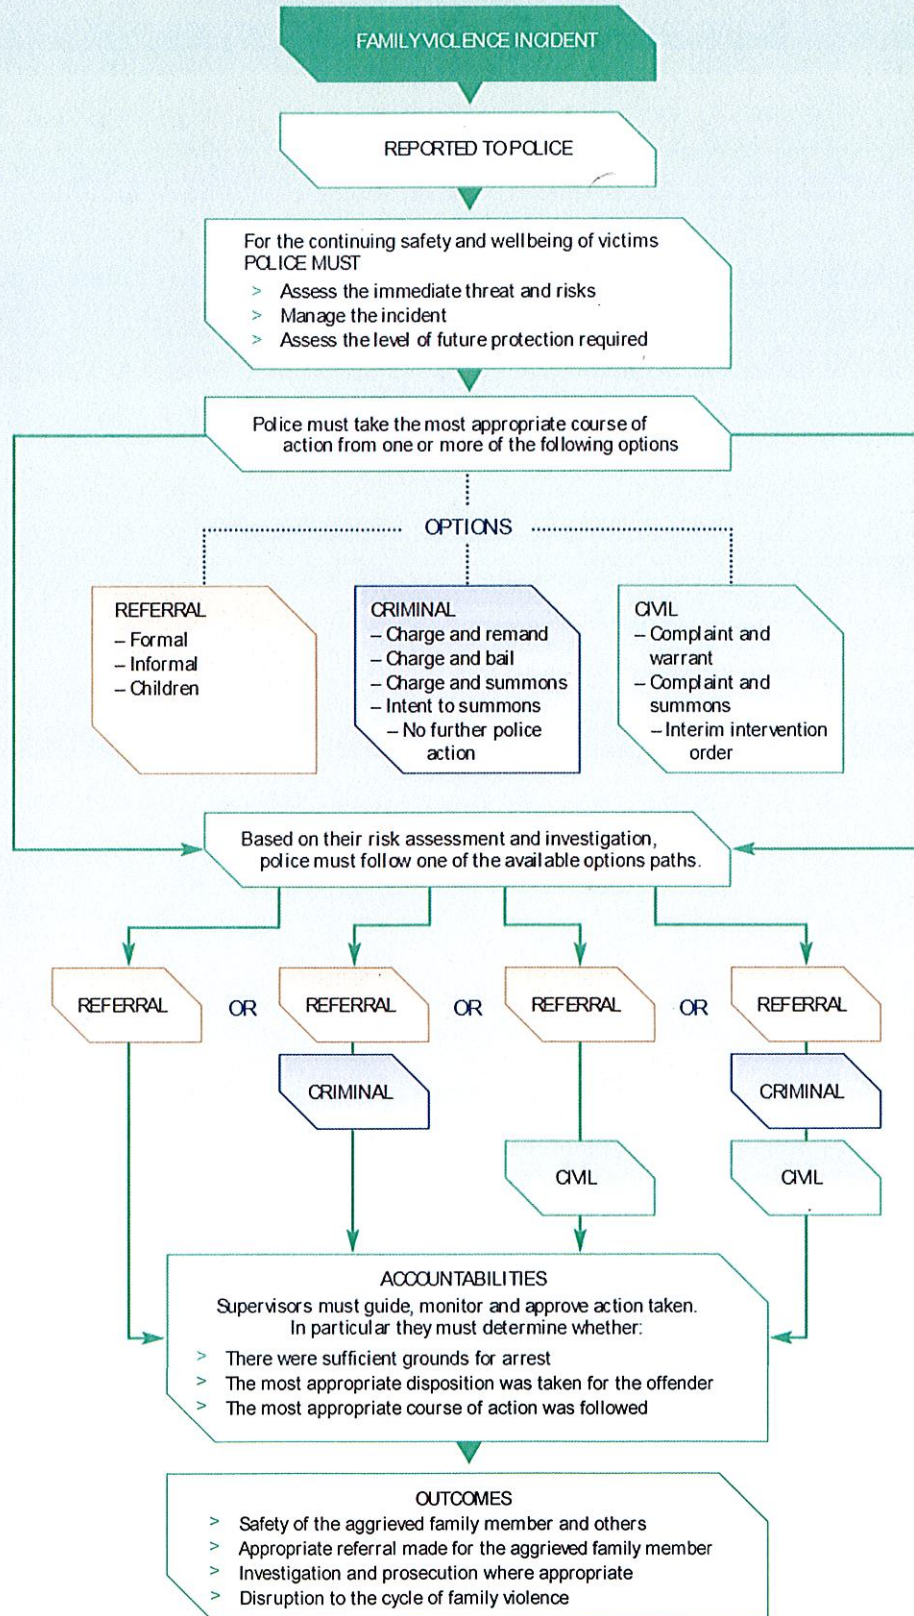 FAMILY VIOLENCE INCIDENT
REPORTED TO POLICE
For the continuing safety and wellbeing of victims
POLICE MUST
> Assess the immediate threat and risks
> Manage the incident
> Assess the level of future protection required
Police must take the most appropriate course of
action from one or more of the following options
OPTIONS
REFERRAL
– Formal
– Informal
– Children
CRIMINAL
– Charge and remand
– Charge and bail
– Charge and summons
– Intent to summons
– No further police
action
CIVIL
– Complaint and
warrant
– Complaint and
summons
– Interim intervention
order
Based on their risk assessment and investigation,
police must follow one of the available options paths.
REFERRAL OR REFERRAL OR REFERRAL OR REFERRAL
CRIMINAL CRIMINAL
CIVIL CIVIL
ACCOUNTABILITIES
Supervisors must guide, monitor and approve action taken.
In particular they must determine whether:
> There were sufficient grounds for arrest
> The most appropriate disposition was taken for the offender
> The most appropriate course of action was followed
OUTCOMES
> Safety of the aggrieved family member and others
> Appropriate referral made for the aggrieved family member
> Investigation and prosecution where appropriate
> Disruption to the cycle of family violence